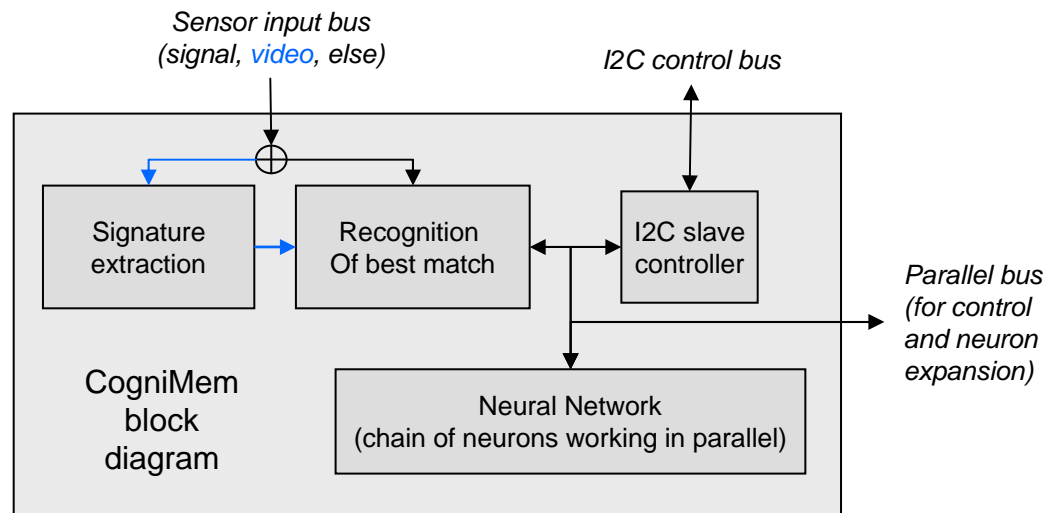 Sensor input bus
(signal, video, else)
I2C control bus
Signature
extraction
Recognition
Of best match
I2C slave
controller
Parallel bus
(for control
and neuron
expansion)
CogniMem
block
diagram
Neural Network
(chain of neurons working in parallel)